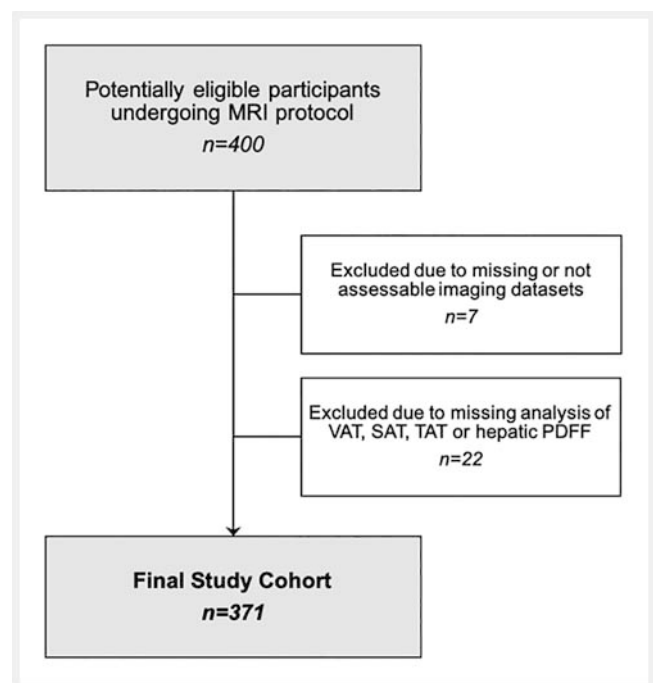 Potentially eligible participants
undergoing MRI protocol
n=400
Excluded due to missing or not
assessable imaging datasets
n=7
Excluded due to missing analysis of
VAT, SAT, TAT or hepatic PDFF
n=22
Final Study Cohort
n=371